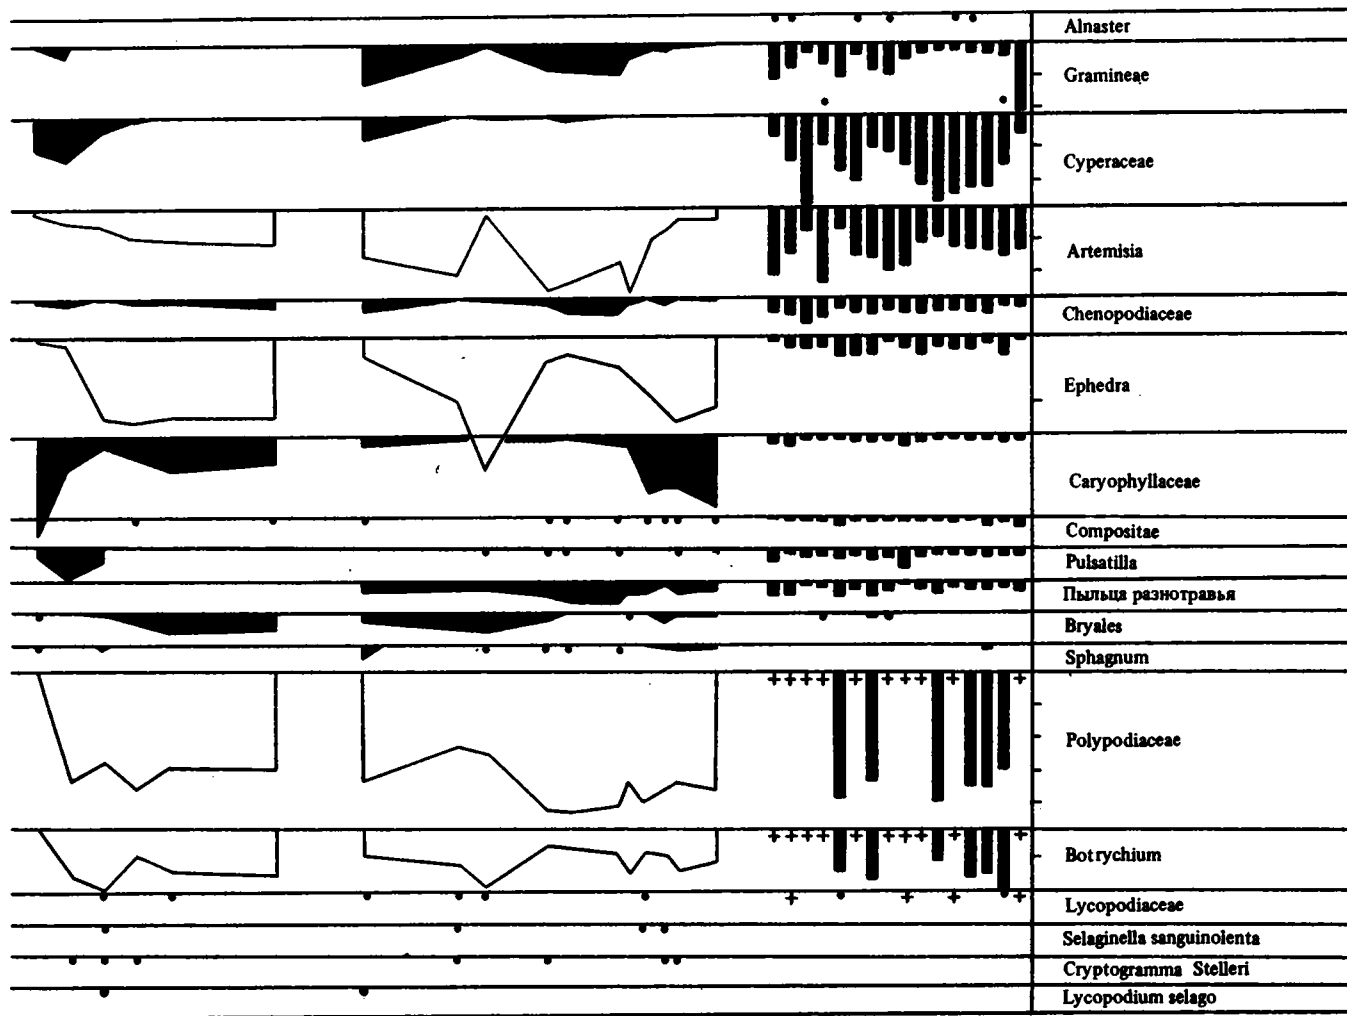 Alnaster
Gramineae
Cyperaceae
Artemisia
Chenopodiaceae
Ephedra
Caryophyllaceae
Compositae
Pulsatilla
Пыльца разнотравья
Bryales
Sphagnum
Polypodiaceae
Botrychium
Lycopodiaceae
Selaginella sanguinolenta
Cryptogramma Stelleri
Lycopodium selago